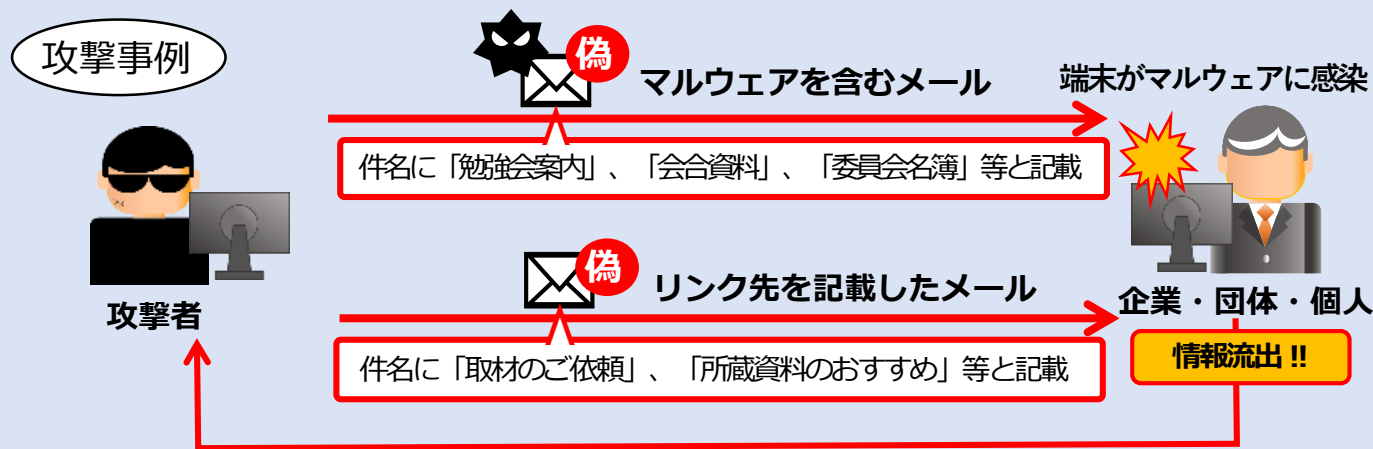 攻撃事例
偽
マルウェアを含むメール
端末がマルウェアに感染
件名に「勉強会案内」、「会合資料」、「委員会名簿」等と記載
偽
リンク先を記載したメール
攻撃者
企業・団体・個人
件名に「取材のご依頼」、「所蔵資料のおすすめ」等と記載
情報流出!!